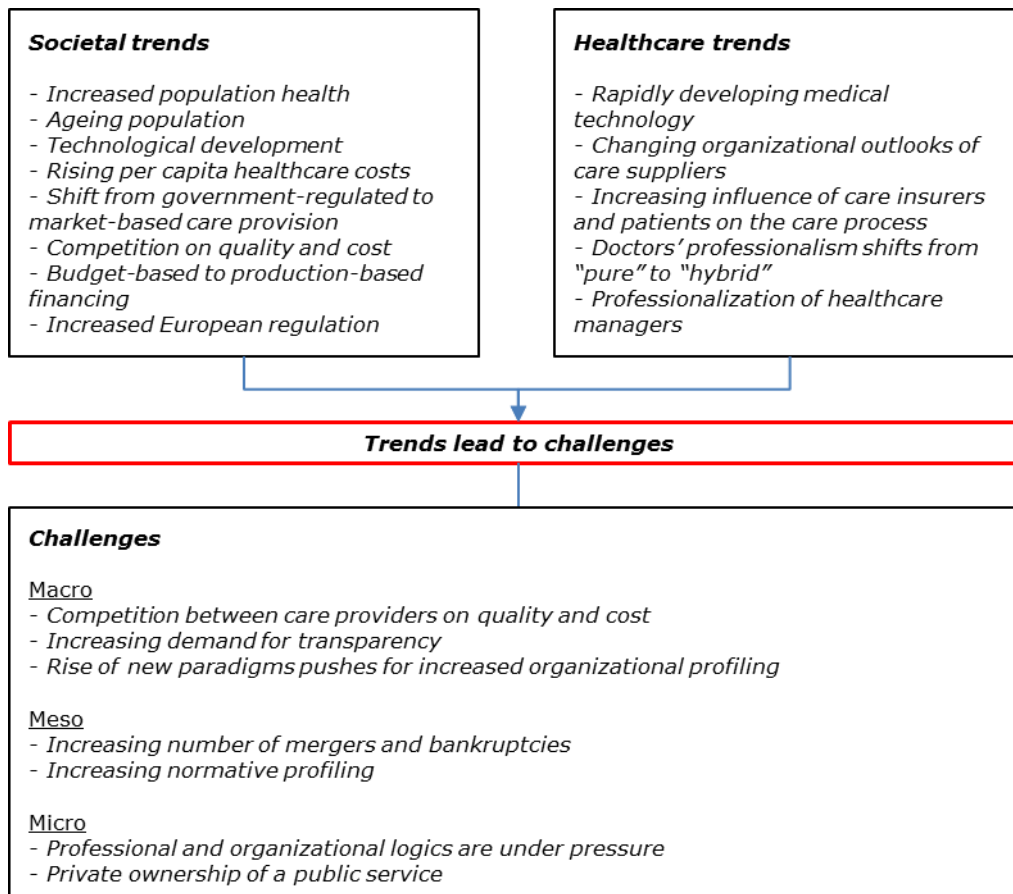 Societal trends
- Increased population health
- Ageing population
- Technological development
- Rising per capita healthcare costs
- Shift from government-regulated to
market-based care provision
- Competition on quality and cost
- Budget-based to production-based
financing
- Increased European regulation
Healthcare trends
- Rapidly developing medical
technology
- Changing organizational outlooks of
care suppliers
- Increasing influence of care insurers
and patients on the care process
- Doctors’ professionalism shifts from
“pure” to “hybrid”
- Professionalization of healthcare
managers
Trends lead to challenges
Challenges
Macro
- Competition between care providers on quality and cost
- Increasing demand for transparency
- Rise of new paradigms pushes for increased organizational profiling
Meso
- Increasing number of mergers and bankruptcies
- Increasing normative profiling
Micro
- Professional and organizational logics are under pressure
- Private ownership of a public service